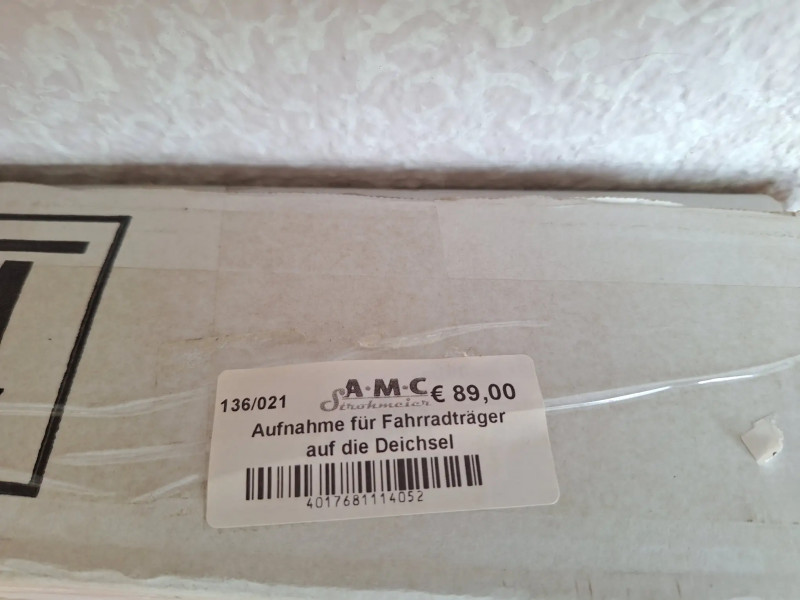 136/021
A·M·C
Strohmeier
€ 89,00
Aufnahme für Fahrradträger
auf die Deichsel
4017681114052